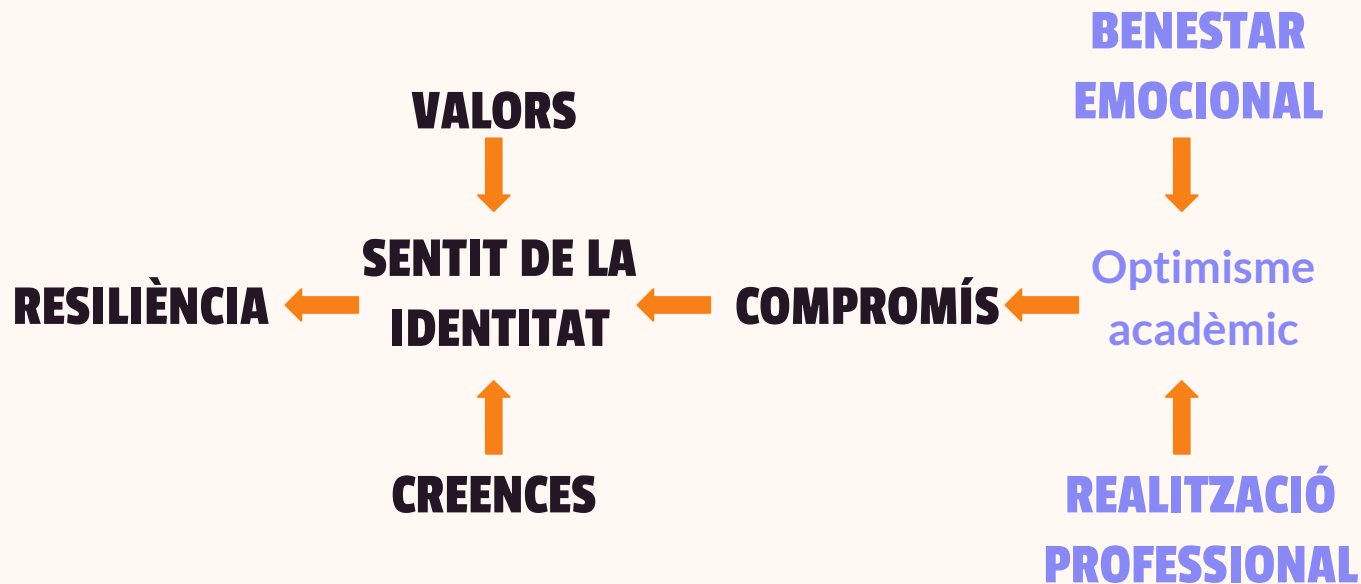 BENESTAR
EMOCIONAL
VALORS
SENTIT DE LA
IDENTITAT
RESILIÈNCIA
COMPROMÍS
Optimisme
acadèmic
CREENCES
REALITZACIÓ
PROFESSIONAL